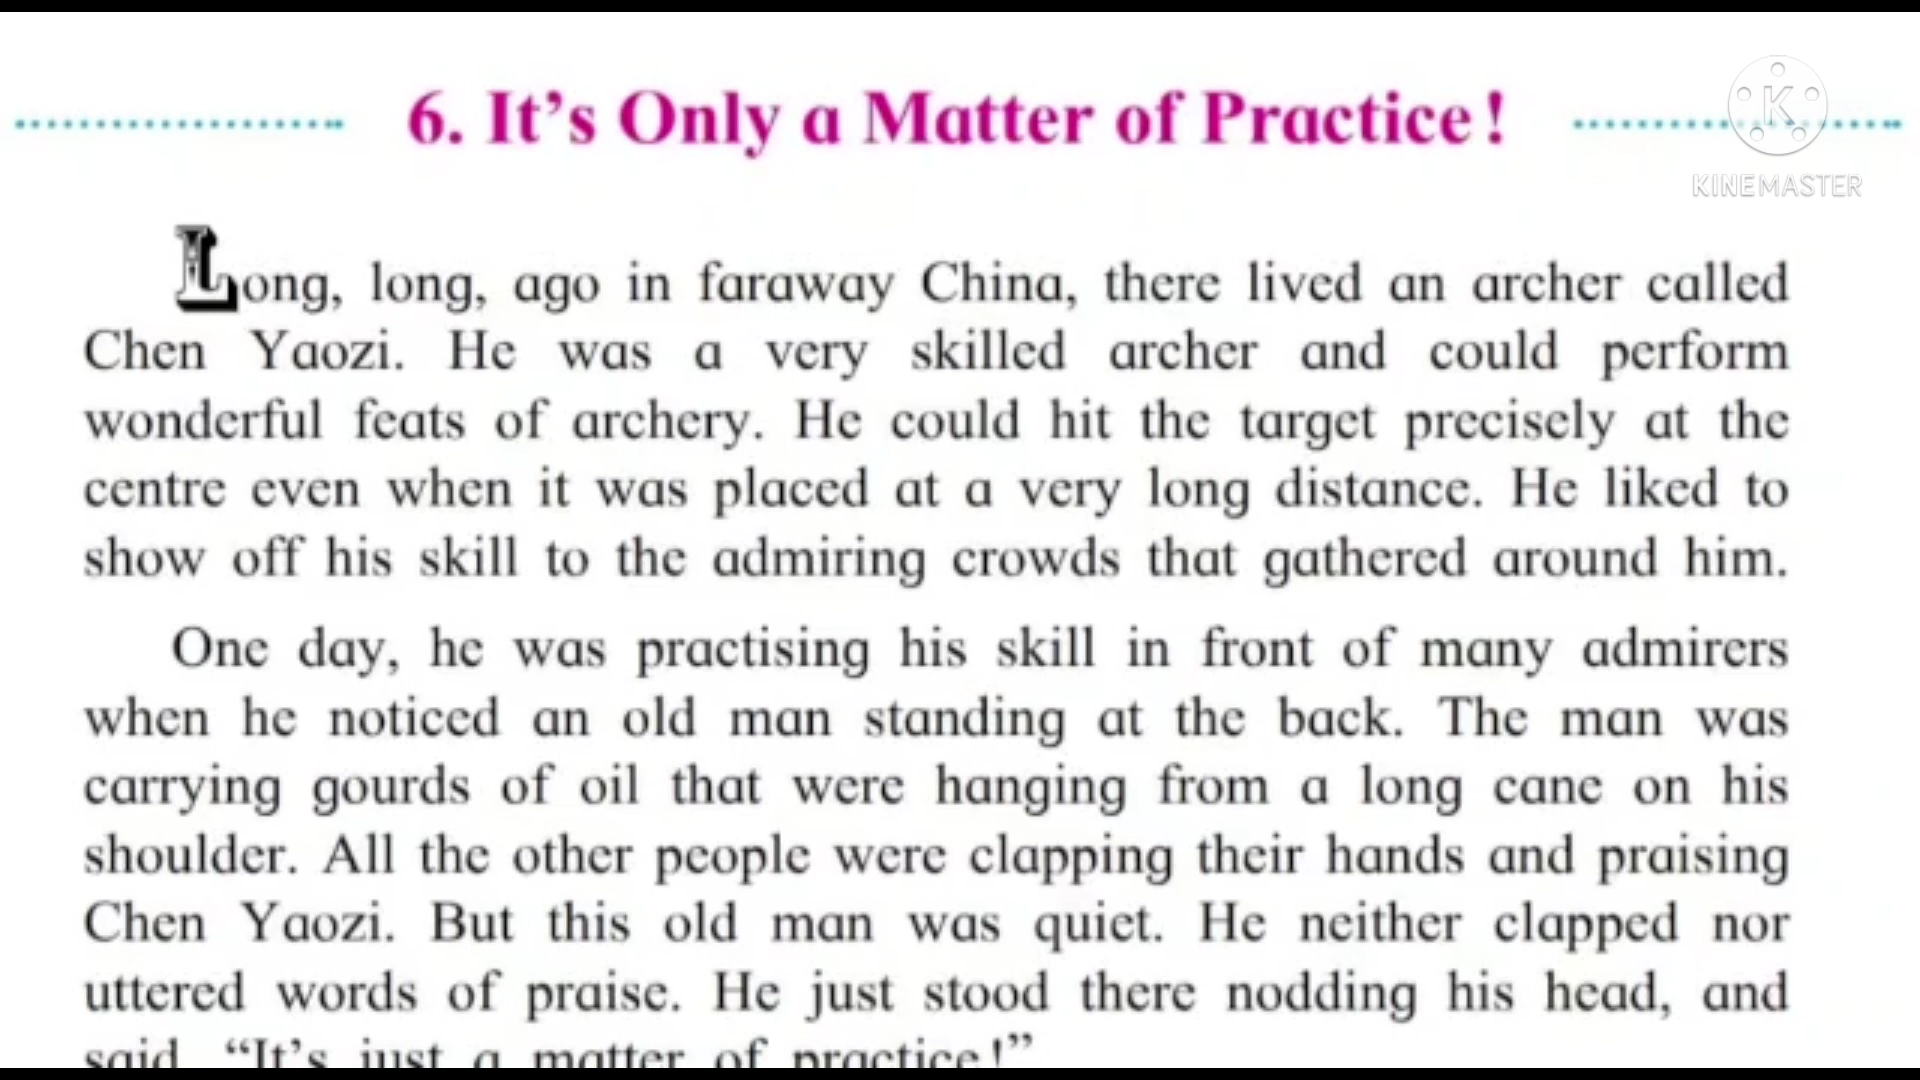 6. It’s Only a Matter of Practice!
KINEMASTER
Long, long, ago in faraway China, there lived an archer called
Chen Yaozi. He was a very skilled archer and could perform
wonderful feats of archery. He could hit the target precisely at the
centre even when it was placed at a very long distance. He liked to
show off his skill to the admiring crowds that gathered around him.
One day, he was practising his skill in front of many admirers
when he noticed an old man standing at the back. The man was
carrying gourds of oil that were hanging from a long cane on his
shoulder. All the other people were clapping their hands and praising
Chen Yaozi. But this old man was quiet. He neither clapped nor
uttered words of praise. He just stood there nodding his head, and
said, “It’s just a matter of practice!”